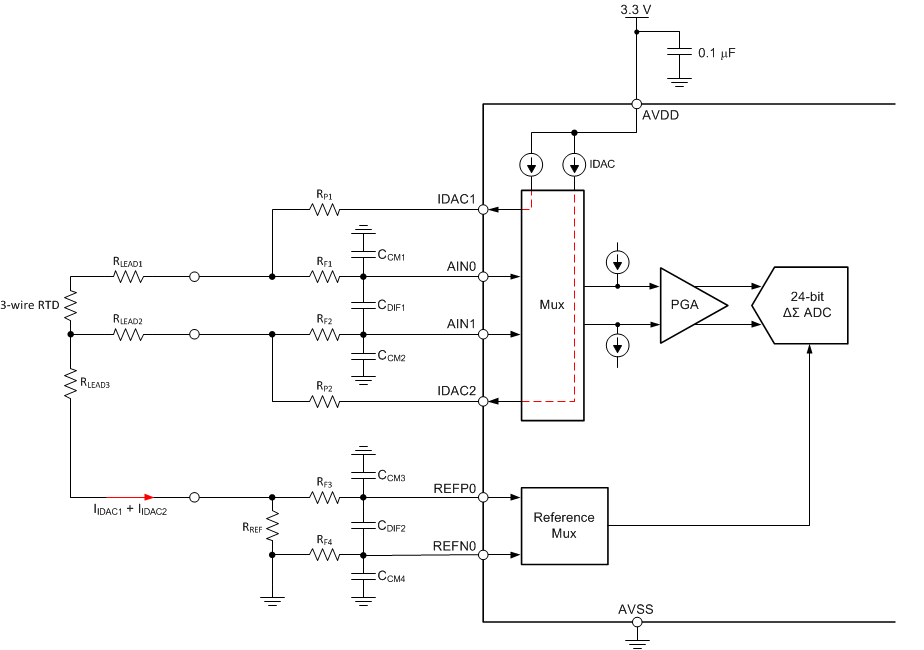 3.3 V
0.1 µF
AVDD
IDAC
RP1
IDAC1
CCM1
RLEAD1
RF1
AIN0
3-wire RTD
CDIF1
Mux
PGA
24-bit
ΔΣ ADC
RLEAD2
RF2
AIN1
CCM2
RLEAD3
RP2
IDAC2
CCM3
RF3
REFP0
IIDAC1 + IIDAC2
RREF
CDIF2
Reference
Mux
RF4
REFN0
CCM4
AVSS